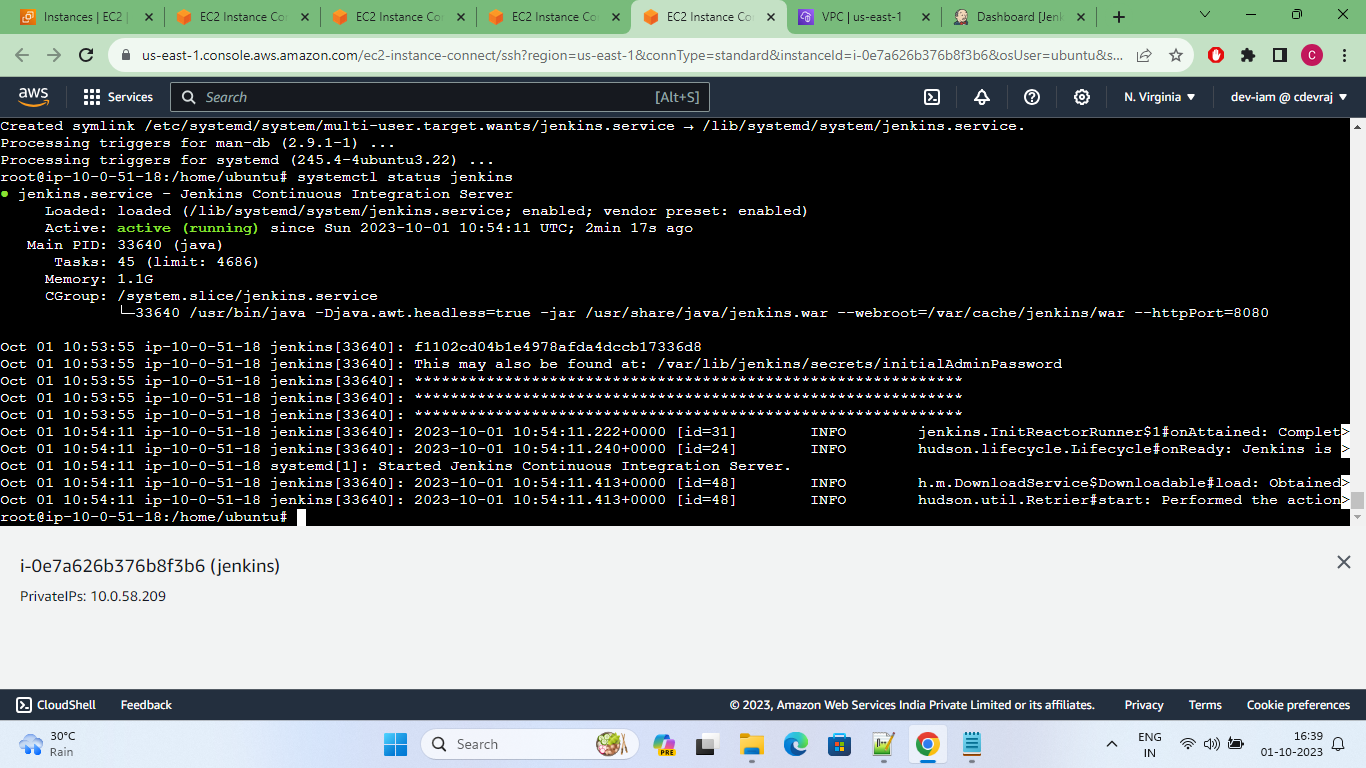 Instances | EC2 |
EC2 Instance Co
EC2 Instance Co
EC2 Instance Co
EC2 Instance Co
VPC | us-east-1
Dashboard [Jenk
us-east-1.console.aws.amazon.com/ec2-instance-connect/ssh?region=us-east-1&connType=standard&instanceId=i-0e7a626b376b8f3b6&osUser=ubuntu&s...
C
aws
Services
Search
[Alt+S]
N. Virginia
dev-iam @ cdevraj
Created symlink /etc/systemd/system/multi-user.target.wants/jenkins.service → /lib/systemd/system/jenkins.service.
Processing triggers for man-db (2.9.1-1) ...
Processing triggers for systemd (245.4-4ubuntu3.22) ...
root@ip-10-0-51-18:/home/ubuntu# systemctl status jenkins
● jenkins.service - Jenkins Continuous Integration Server
Loaded: loaded (/lib/systemd/system/jenkins.service; enabled; vendor preset: enabled)
Active: active (running) since Sun 2023-10-01 10:54:11 UTC; 2min 17s ago
Main PID: 33640 (java)
Tasks: 45 (limit: 4686)
Memory: 1.1G
CGroup: /system.slice/jenkins.service
└─33640 /usr/bin/java -Djava.awt.headless=true -jar /usr/share/java/jenkins.war --webroot=/var/cache/jenkins/war --httpPort=8080
Oct 01 10:53:55 ip-10-0-51-18 jenkins[33640]: f1102cd04b1e4978afda4dccb17336d8
Oct 01 10:53:55 ip-10-0-51-18 jenkins[33640]: This may also be found at: /var/lib/jenkins/secrets/initialAdminPassword
Oct 01 10:53:55 ip-10-0-51-18 jenkins[33640]: *************************************************************
Oct 01 10:53:55 ip-10-0-51-18 jenkins[33640]: *************************************************************
Oct 01 10:53:55 ip-10-0-51-18 jenkins[33640]: *************************************************************
Oct 01 10:54:11 ip-10-0-51-18 jenkins[33640]: 2023-10-01 10:54:11.222+0000 [id=31] INFO jenkins.InitReactorRunner$1#onAttained: Complet>
Oct 01 10:54:11 ip-10-0-51-18 jenkins[33640]: 2023-10-01 10:54:11.240+0000 [id=24] INFO hudson.lifecycle.Lifecycle#onReady: Jenkins is >
Oct 01 10:54:11 ip-10-0-51-18 systemd[1]: Started Jenkins Continuous Integration Server.
Oct 01 10:54:11 ip-10-0-51-18 jenkins[33640]: 2023-10-01 10:54:11.413+0000 [id=48] INFO h.m.DownloadService$Downloadable#load: Obtained>
Oct 01 10:54:11 ip-10-0-51-18 jenkins[33640]: 2023-10-01 10:54:11.413+0000 [id=48] INFO hudson.util.Retrier#start: Performed the action>
root@ip-10-0-51-18:/home/ubuntu#
i-0e7a626b376b8f3b6 (jenkins)
PrivateIPs: 10.0.58.209
CloudShell
Feedback
© 2023, Amazon Web Services India Private Limited or its affiliates.
Privacy
Terms
Cookie preferences
30°C
Rain
Search
PRE
ENG
IN
16:39
01-10-2023